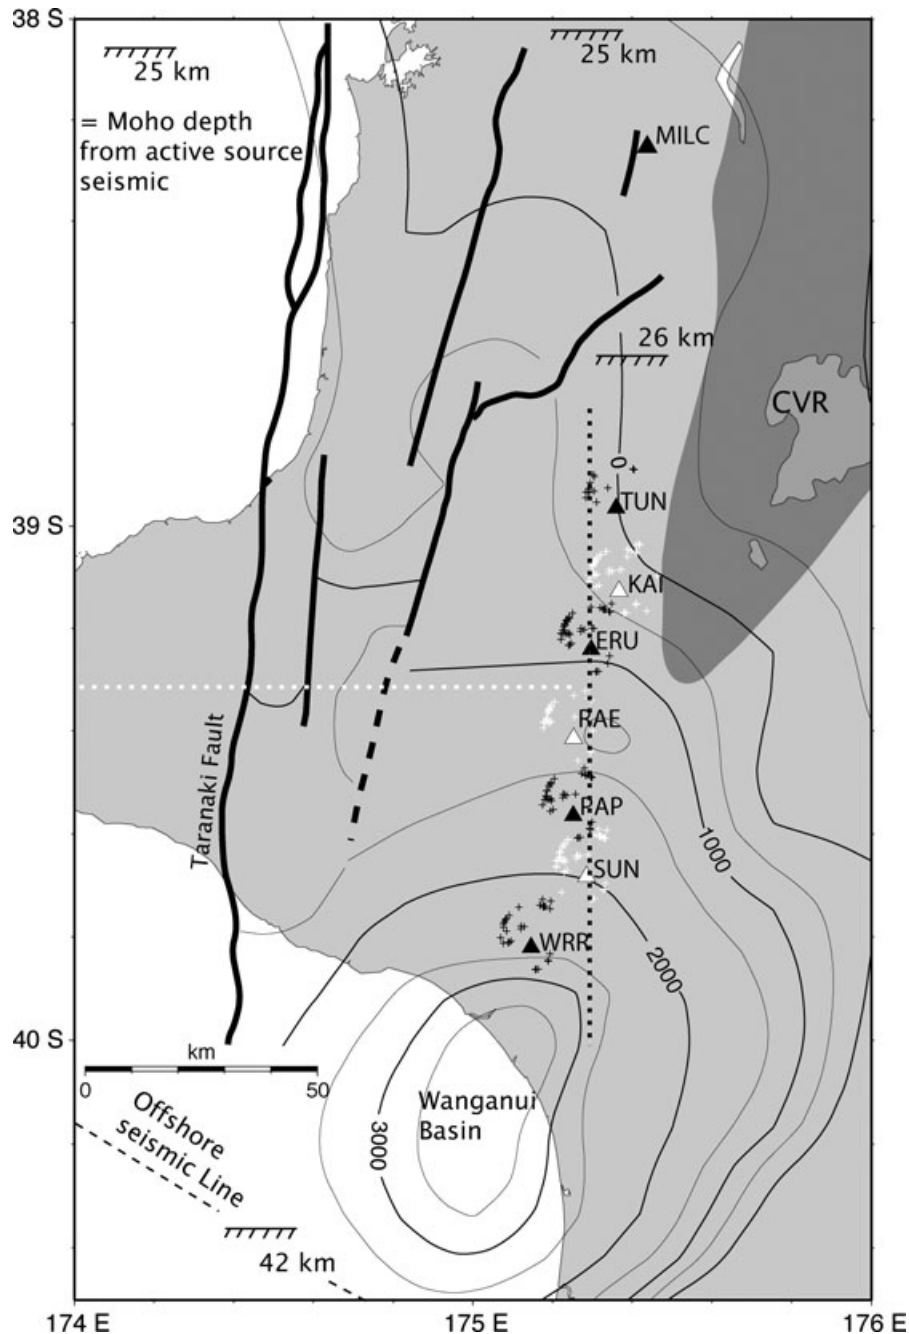 38 S
25 km
25 km
= Moho depth
from active source
seismic
MILC
26 km
CVR
0
39 S
TUN
KAI
ERU
RAE
PAP
Taranaki Fault
1000
SUN
WRR
2000
40 S
km
0
50
Wanganui
Basin
3000
Offshore
seismic Line
42 km
174 E
175 E
176 E